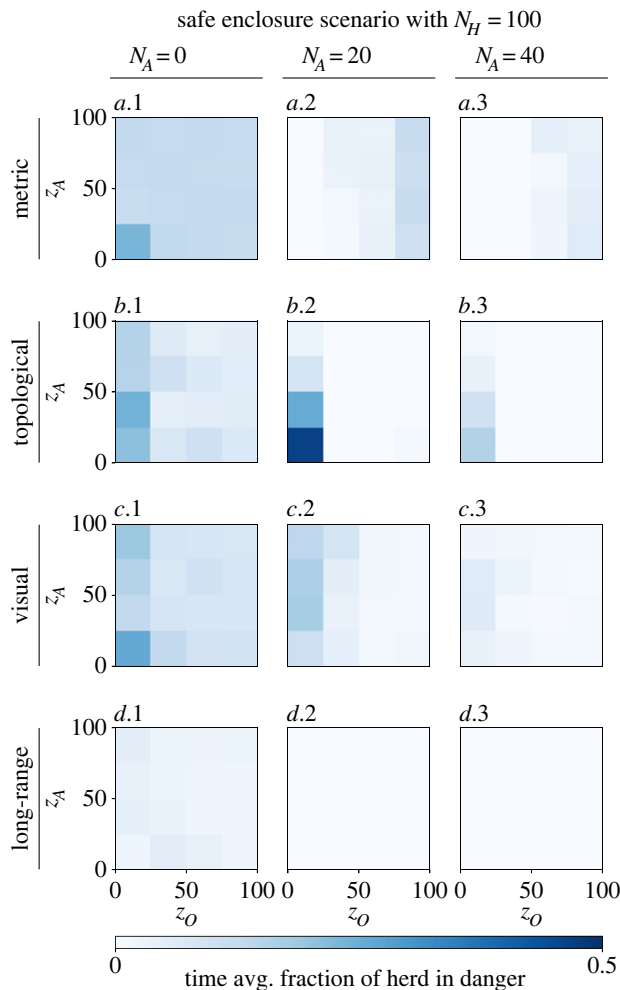 safe enclosure scenario with N_H = 100
N_A = 0 N_A = 20 N_A = 40
a.1 a.2 a.3
metric
z_A
100
50
0
b.1 b.2 b.3
topological
z_A
100
50
0
c.1 c.2 c.3
visual
z_A
100
50
0
d.1 d.2 d.3
long-range
z_A
100
50
0
0 50 100 0 50 100 0 50 100
z_O z_O z_O
0 0.5
time avg. fraction of herd in danger